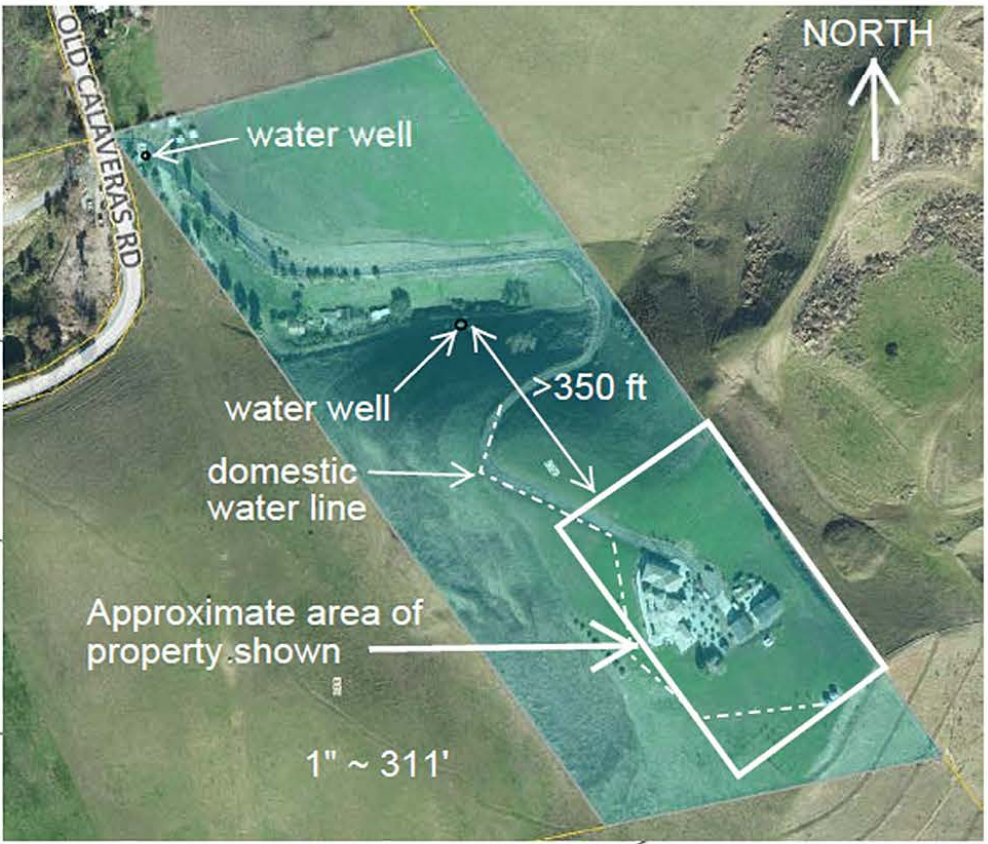 OLD CALAVERAS RD
NORTH
water well
>350 ft
water well
domestic
water line
Approximate area of
property shown
1" ~ 311'